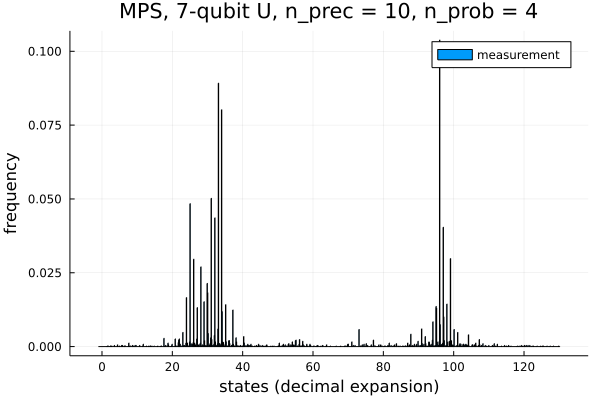 MPS, 7-qubit U, n_prec = 10, n_prob = 4
measurement
0.100
0.075
0.050
0.025
0.000
frequency
0 20 40 60 80 100 120
states (decimal expansion)